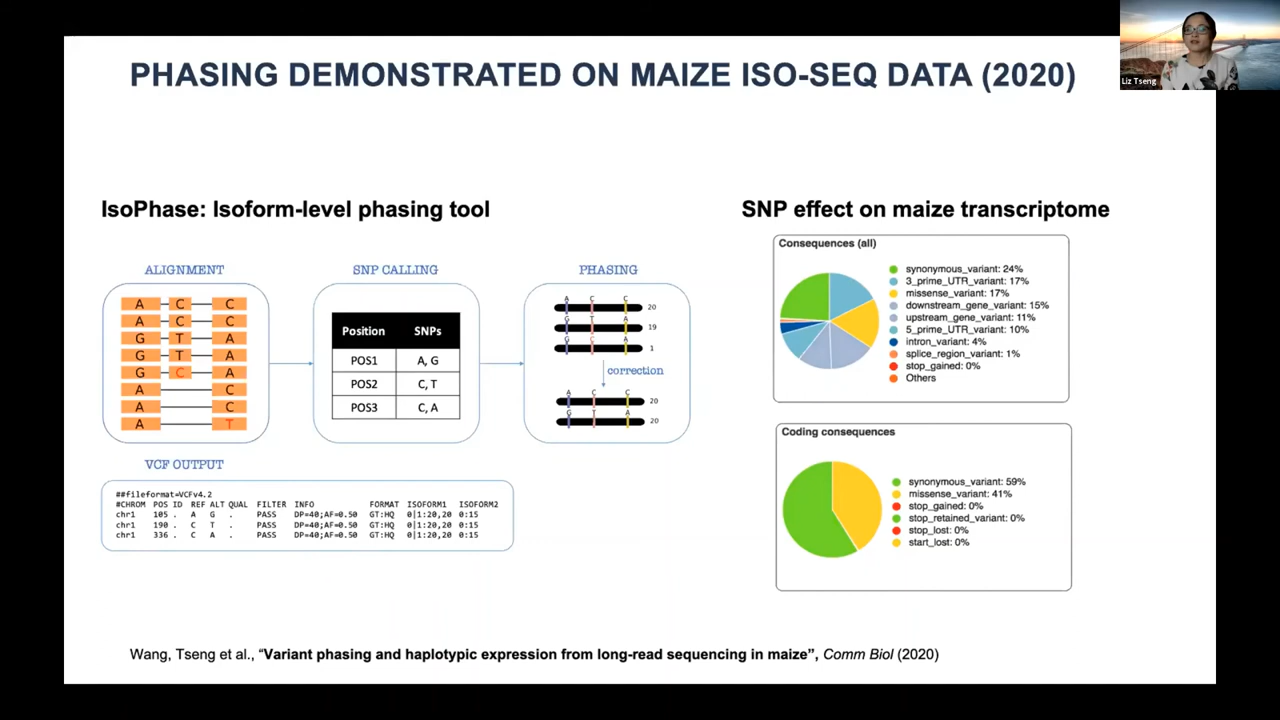 PHASING DEMONSTRATED ON MAIZE ISO-SEQ DATA (2020)
Liz Tseng
IsoPhase: Isoform-level phasing tool
ALIGNMENT
A C C
A C C
G T A
G T A
G C A
A C
A C
A T
SNP CALLING
Position SNPs
POS1 A, G
POS2 C, T
POS3 C, A
PHASING
A C C
20
G T A
19
G C A
1
correction
A C C
20
G T A
20
VCF OUTPUT
##fileformat=VCFv4.2
#CHROM POS ID REF ALT QUAL FILTER INFO FORMAT ISOFORM1 ISOFORM2
chr1 105 . A G . PASS DP=40;AF=0.50 GT:HQ 0|1:20,20 0:15
chr1 190 . C T . PASS DP=40;AF=0.50 GT:HQ 0|1:20,20 0:15
chr1 336 . C A . PASS DP=40;AF=0.50 GT:HQ 0|1:20,20 0:15
SNP effect on maize transcriptome
Consequences (all)
synonymous_variant: 24%
3_prime_UTR_variant: 17%
missense_variant: 17%
downstream_gene_variant: 15%
upstream_gene_variant: 11%
5_prime_UTR_variant: 10%
intron_variant: 4%
splice_region_variant: 1%
stop_gained: 0%
Others
Coding consequences
synonymous_variant: 59%
missense_variant: 41%
stop_gained: 0%
stop_retained_variant: 0%
stop_lost: 0%
start_lost: 0%
Wang, Tseng et al., “Variant phasing and haplotypic expression from long-read sequencing in maize”, Comm Biol (2020)